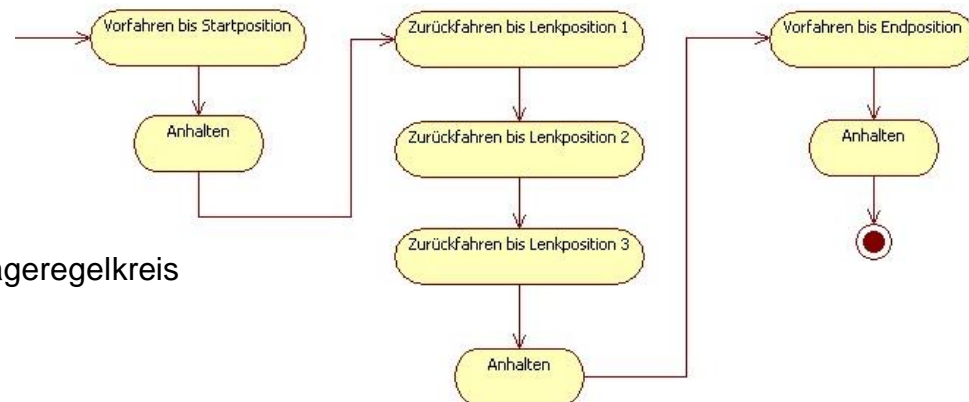 Vorfahren bis Startposition
Anhalten
Zurückfahren bis Lenkposition 1
Zurückfahren bis Lenkposition 2
Zurückfahren bis Lenkposition 3
Anhalten
Vorfahren bis Endposition
Anhalten
ageregelkreis